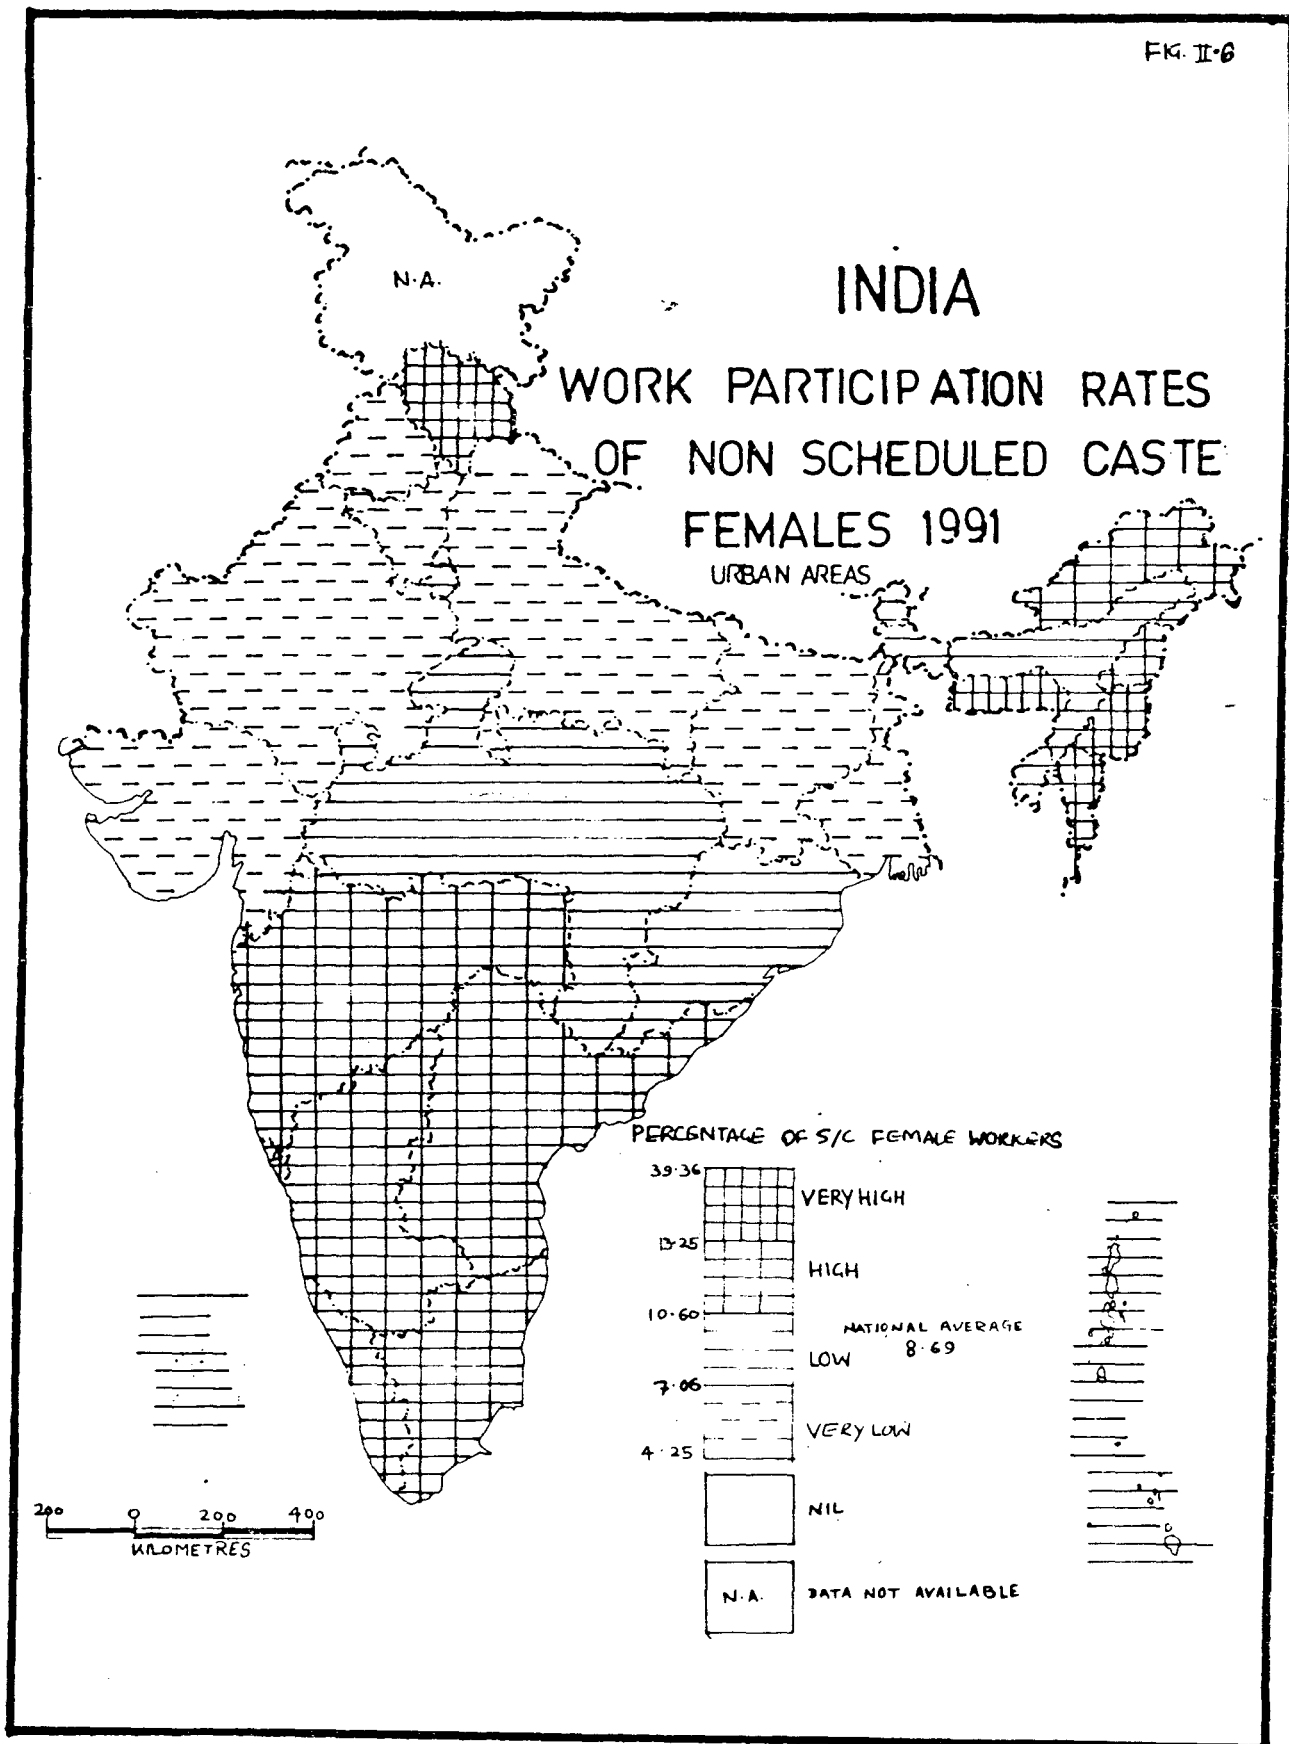 FIG. II·6
N.A.
INDIA
WORK PARTICIPATION RATES
OF NON SCHEDULED CASTE
FEMALES 1991
URBAN AREAS
PERCENTAGE OF S/C FEMALE WORKERS
39·36
VERY HIGH
13·25
HIGH
10·60
NATIONAL AVERAGE
8·69
LOW
7·06
VERY LOW
4·25
NIL
N.A. DATA NOT AVAILABLE
200 0 200 400
KILOMETRES